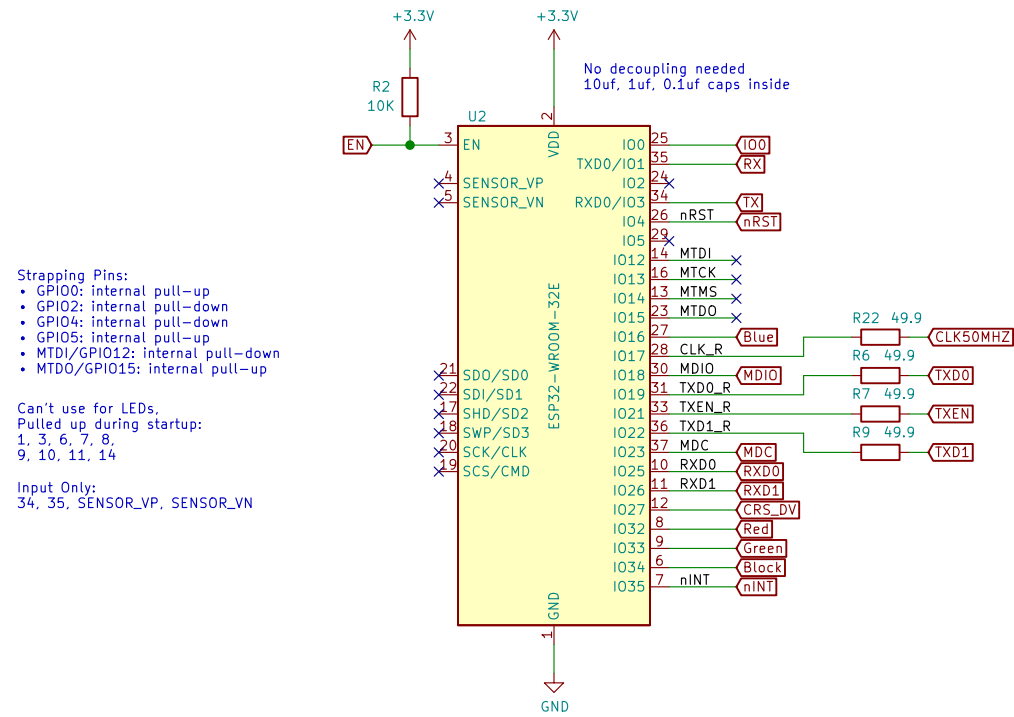 +3.3V
+3.3V
No decoupling needed
10uf, 1uf, 0.1uf caps inside
R2
10K
U2
EN
3
EN
2
VDD
IO0
25
IO0
TXD0/IO1
35
RX
4
SENSOR_VP
IO2
24
5
SENSOR_VN
RXD0/IO3
34
TX
IO4
26
nRST
nRST
IO5
29
IO12
14
MTDI
IO13
16
MTCK
IO14
13
MTMS
IO15
23
MTDO
IO16
27
Blue
R22 49.9
CLK50MHZ
IO17
28
CLK_R
R6 49.9
21
SDO/SD0
IO18
30
MDIO
MDIO
TXD0
22
SDI/SD1
IO19
31
TXD0_R
R7 49.9
17
SHD/SD2
IO21
33
TXEN_R
TXEN
18
SWP/SD3
IO22
36
TXD1_R
R9 49.9
20
SCK/CLK
IO23
37
MDC
MDC
TXD1
19
SCS/CMD
IO25
10
RXD0
RXD0
IO26
11
RXD1
RXD1
IO27
12
CRS_DV
IO32
8
Red
IO33
9
Green
IO34
6
Block
IO35
7
nINT
nINT
ESP32-WROOM-32E
GND
1
GND
Strapping Pins:
• GPIO0: internal pull-up
• GPIO2: internal pull-down
• GPIO4: internal pull-down
• GPIO5: internal pull-up
• MTDI/GPIO12: internal pull-down
• MTDO/GPIO15: internal pull-up
Can't use for LEDs,
Pulled up during startup:
1, 3, 6, 7, 8,
9, 10, 11, 14
Input Only:
34, 35, SENSOR_VP, SENSOR_VN